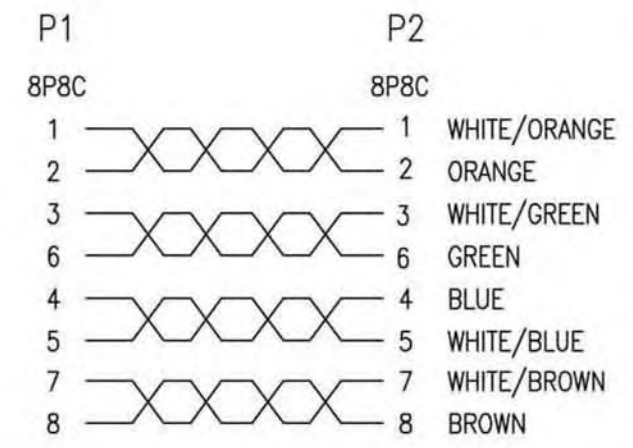 P1 P2
8P8C 8P8C
1 1 WHITE/ORANGE
2 2 ORANGE
3 3 WHITE/GREEN
6 6 GREEN
4 4 BLUE
5 5 WHITE/BLUE
7 7 WHITE/BROWN
8 8 BROWN